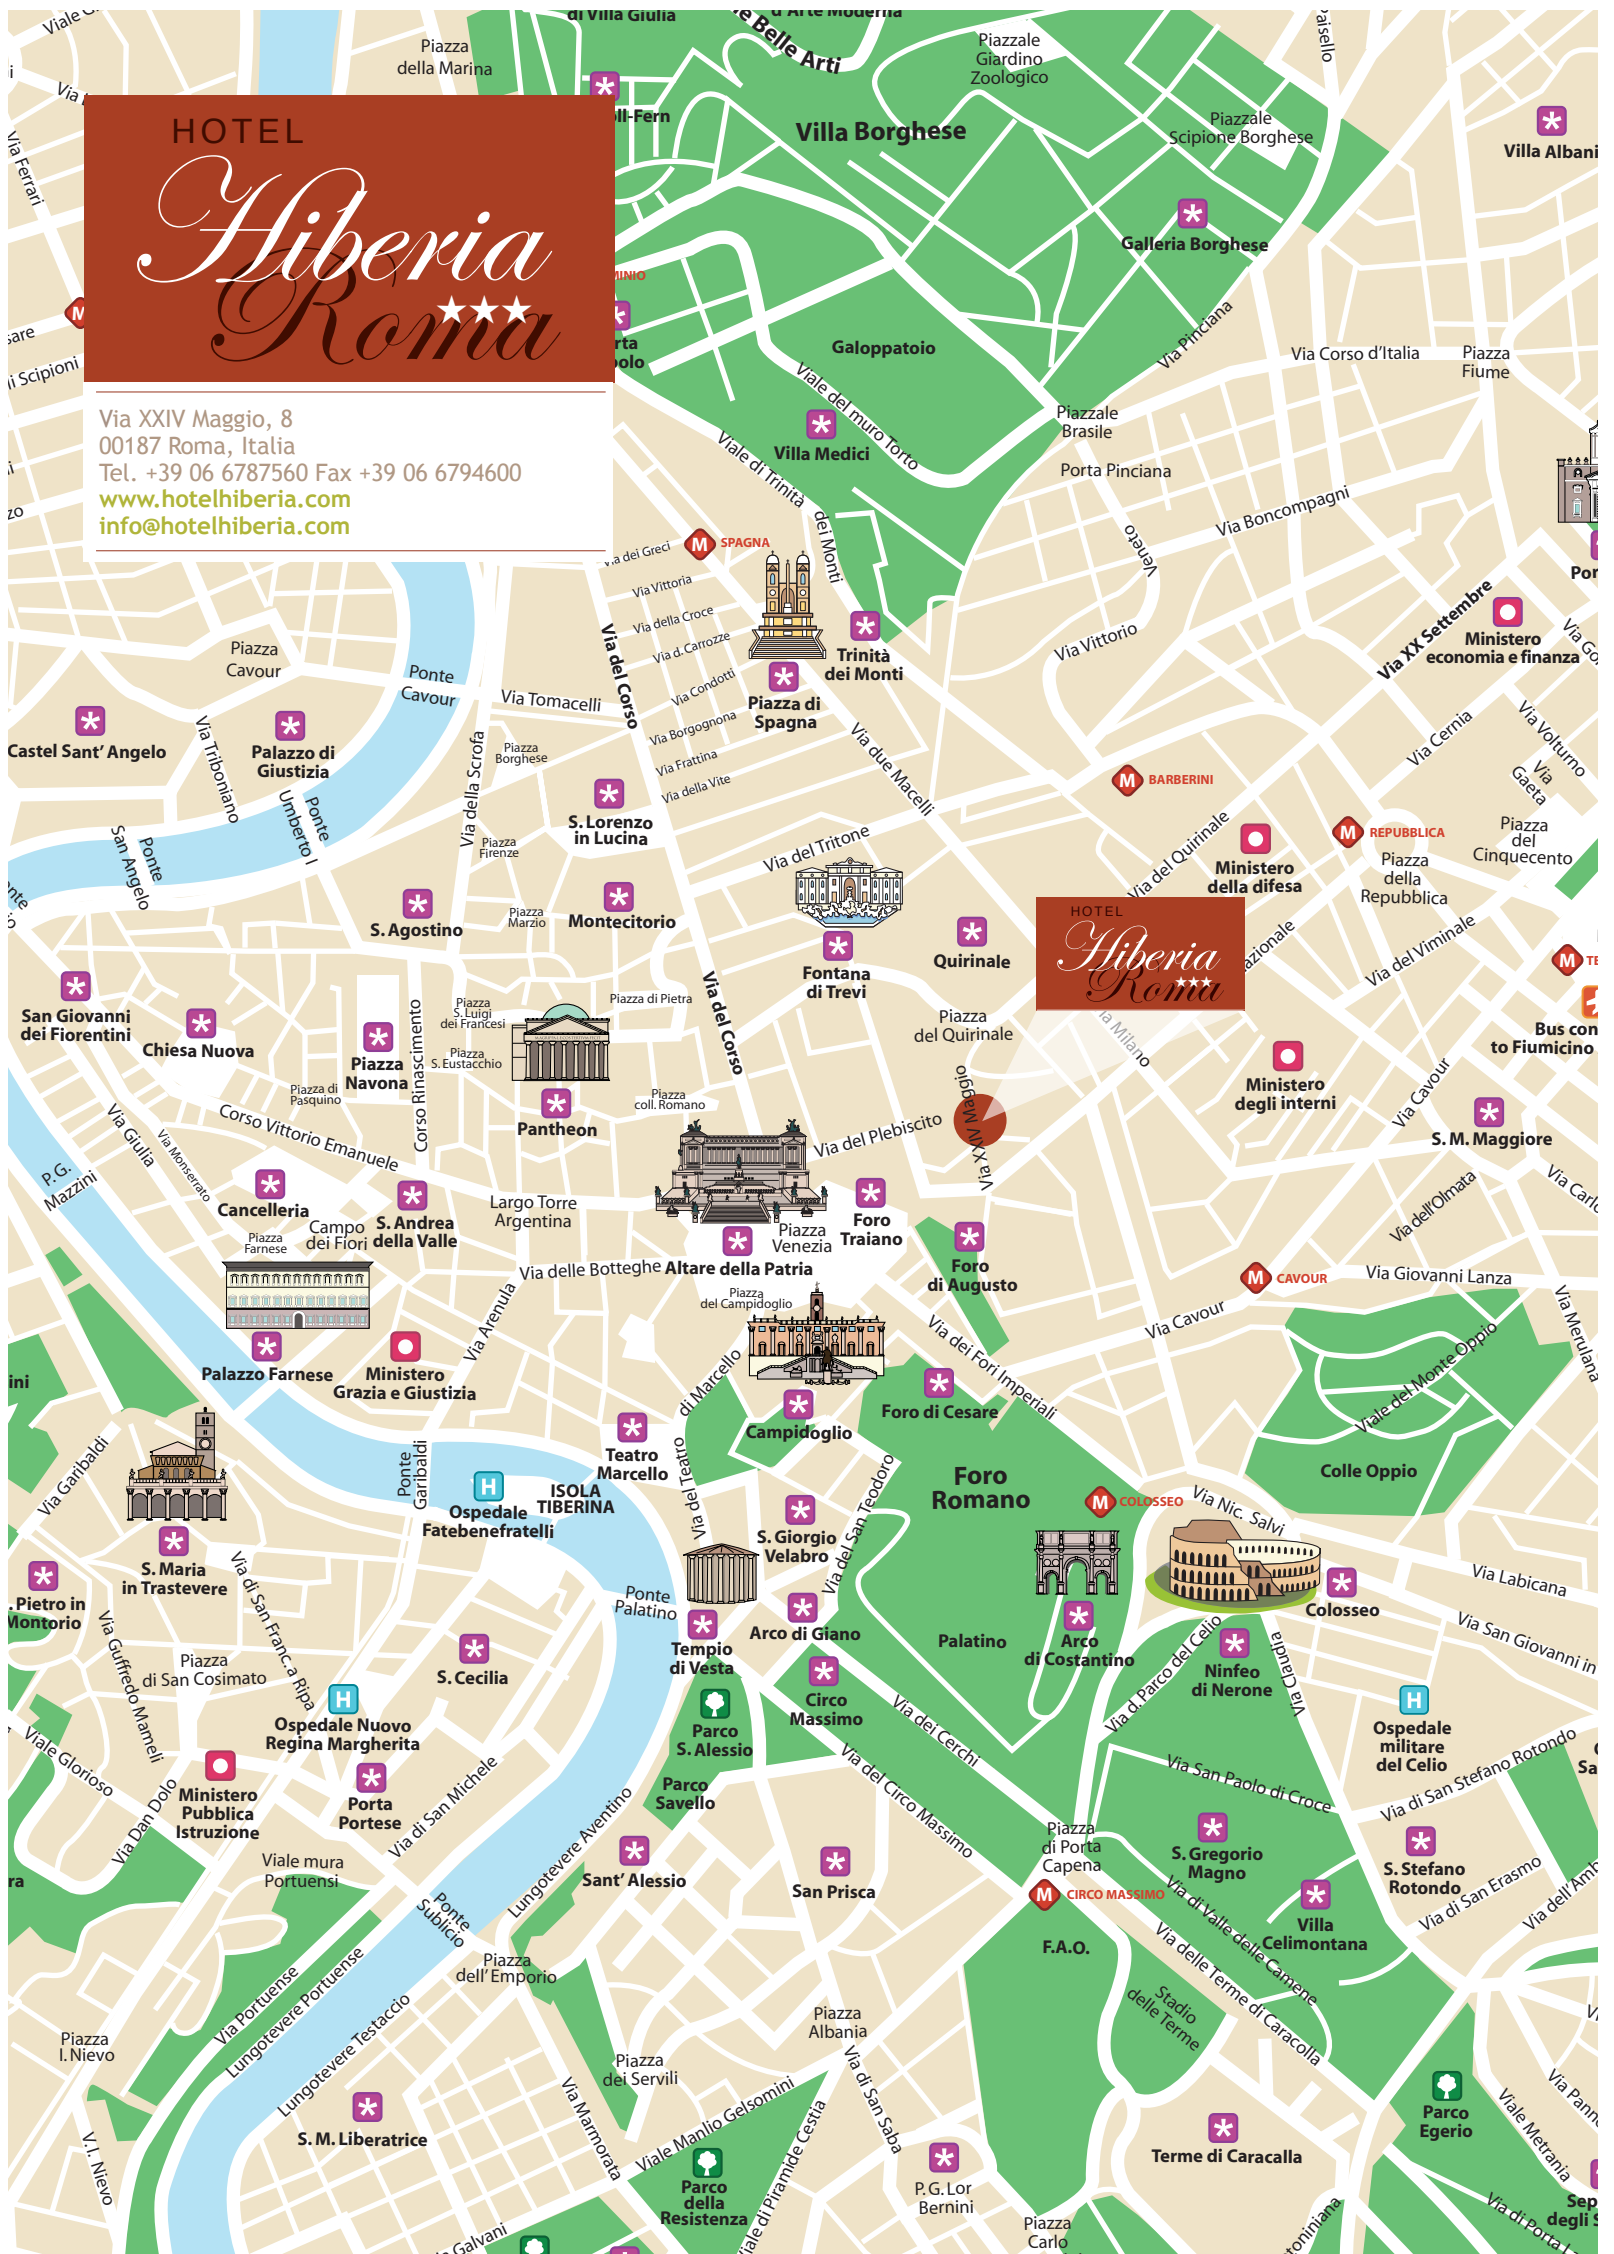 Viale
di Villa Giulia
d'Arte Moderna
Belle Arti
Piazza
della Marina
Piazzale
Giardino
Zoologico
Via Ferrari
HOTEL
Hiberia
Roma
Via XXIV Maggio, 8
00187 Roma, Italia
Tel. +39 06 6787560 Fax +39 06 6794600
www.hotelhiberia.com
info@hotelhiberia.com
Villa Borghese
Piazzale
Scipione Borghese
Villa Albani
Galleria Borghese
Galoppatoio
Via Pinciana
Via Corso d'Italia
Piazza
Fiume
Viale del muro Torto
Villa Medici
Viale di Trinità
dei Monti
Piazzale
Brasile
Porta Pinciana
Via Boncompagni
Veneto
M SPAGNA
Via dei Greci
Via Vittoria
Via della Croce
Via d. Carrozze
Via Condotti
Via Borgognona
Via Frattina
Via della Vite
Via del Corso
Trinità
dei Monti
Piazza di
Spagna
Via Vittorio
Via XX Settembre
Ministero
economia e finanza
Piazza
Cavour
Ponte
Cavour
Via Tomacelli
Castel Sant' Angelo
Via Triboniano
Palazzo di
Giustizia
Via della Scrofa
Piazza
Borghese
Via due Macelli
Via Cernia
Via Volturno
Via
Gaeta
M BARBERINI
S. Lorenzo
in Lucina
Ponte
Umberto I
Ponte
San Angelo
Piazza
Firenze
Via del Tritone
Via del Quirinale
Ministero
della difesa
M REPUBBLICA
Piazza
della
Repubblica
Piazza
del
Cinquecento
S. Agostino
Piazza
Marzio
Montecitorio
Fontana
di Trevi
Quirinale
HOTEL
Hiberia
Roma
Via del Viminale
San Giovanni
dei Fiorentini
Chiesa Nuova
Piazza
Navona
Corso Rinascimento
Piazza
S. Luigi
dei Francesi
Piazza
S. Eustacchio
Piazza di Pietra
Via del Corso
Piazza
del Quirinale
Milano
Bus con
to Fiumicino
Ministero
degli interni
Via Cavour
S. M. Maggiore
Piazza di
Pasquino
Pantheon
Piazza
coll. Romano
Via del Plebiscito
Via XXIV Maggio
Corso Vittorio Emanuele
Via Giulia
Via Monserrato
P.G.
Mazzini
Cancelleria
Campo
dei Fiori
S. Andrea
della Valle
Piazza
Farnese
Largo Torre
Argentina
Piazza
Venezia
Foro
Traiano
Foro
di Augusto
Via dell'Olmata
Via delle Botteghe
Altare della Patria
M CAVOUR
Via Giovanni Lanza
Via Cavour
Via Merulana
Piazza
del Campidoglio
Via Arenula
Palazzo Farnese
Ministero
Grazia e Giustizia
Via dei Fori Imperiali
Viale del Monte Oppio
di Marcello
Campidoglio
Foro di Cesare
Via Garibaldi
Ponte
Garibaldi
Teatro
Marcello
Via del Teatro
H
Ospedale
Fatebenefratelli
ISOLA
TIBERINA
Foro
Romano
Colle Oppio
M COLOSSEO
Via Nic. Salvi
S. Giorgio
Velabro
Via del San Teodoro
S. Maria
in Trastevere
Via di San Franc. a Ripa
Ponte
Palatino
Colosseo
Via Labicana
Via San Giovanni in
Pietro in
Montorio
Via Guffredo Mameli
Piazza
di San Cosimato
S. Cecilia
Tempio
di Vesta
Arco di Giano
Palatino
Arco
di Costantino
Via d. Parco del Celio
Ninfeo
di Nerone
Via Claudia
H
Ospedale Nuovo
Regina Margherita
Parco
S. Alessio
Circo
Massimo
Via dei Cerchi
H
Ospedale
militare
del Celio
Viale Glorioso
Ministero
Pubblica
Istruzione
Porta
Portese
Via di San Michele
Parco
Savello
Via del Circo Massimo
Via San Paolo di Croce
Via di San Stefano Rotondo
Via Dan Dolo
Lungotevere Aventino
Piazza
di Porta
Capena
S. Gregorio
Magno
S. Stefano
Rotondo
Viale mura
Portuensi
Sant' Alessio
San Prisca
M CIRCO MASSIMO
Villa
Celimontana
Via di San Erasmo
Ponte
Sublicio
Piazza
dell'Emporio
F.A.O.
Via di Valle delle Camene
Via delle Terme di Caracolla
Stadio
delle Terme
Via Portuense
Lungotevere Portuense
Lungotevere Testaccio
Piazza
I. Nievo
Piazza
Albania
Piazza
dei Servili
S. M. Liberatrice
Via Marmorata
Viale Manlio Gelsomini
Via di San Saba
Parco
Egerio
Viale Metrania
V. I. Nievo
Parco
della
Resistenza
P. G. Lor
Bernini
Terme di Caracalla
Piazza
Carlo
Galvani